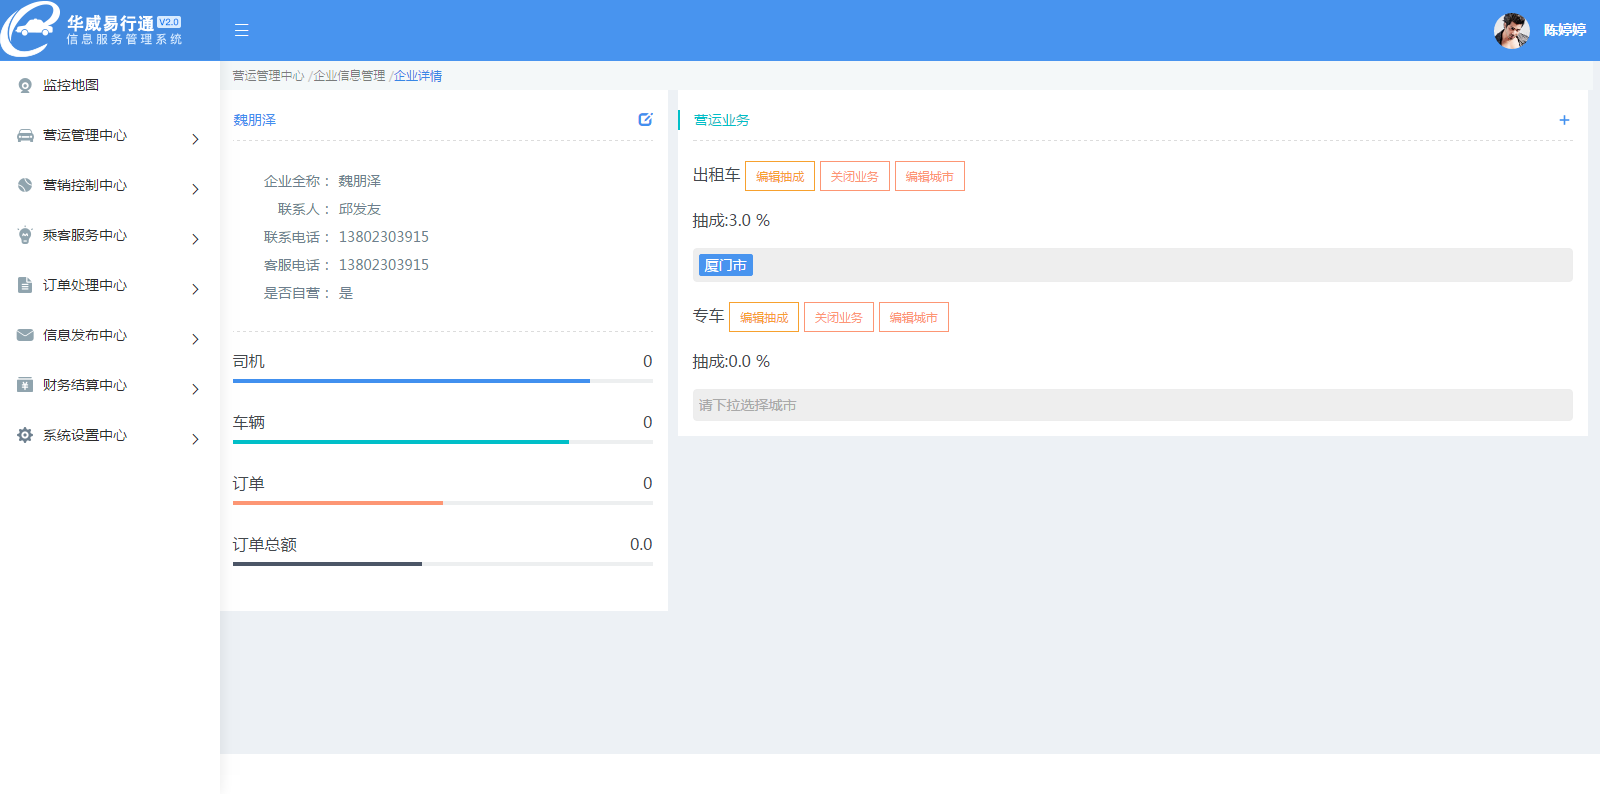 华威易行通 V2.0
信息服务管理系统
陈婷婷
监控地图
营运管理中心
营销控制中心
乘客服务中心
订单处理中心
信息发布中心
财务结算中心
系统设置中心
营运管理中心 /企业信息管理 /企业详情
魏朋泽
企业全称： 魏朋泽
联系人： 邱发友
联系电话： 13802303915
客服电话： 13802303915
是否自营： 是
司机 0
车辆 0
订单 0
订单总额 0.0
营运业务 +
出租车 编辑抽成 关闭业务 编辑城市
抽成:3.0 %
厦门市
专车 编辑抽成 关闭业务 编辑城市
抽成:0.0 %
请下拉选择城市